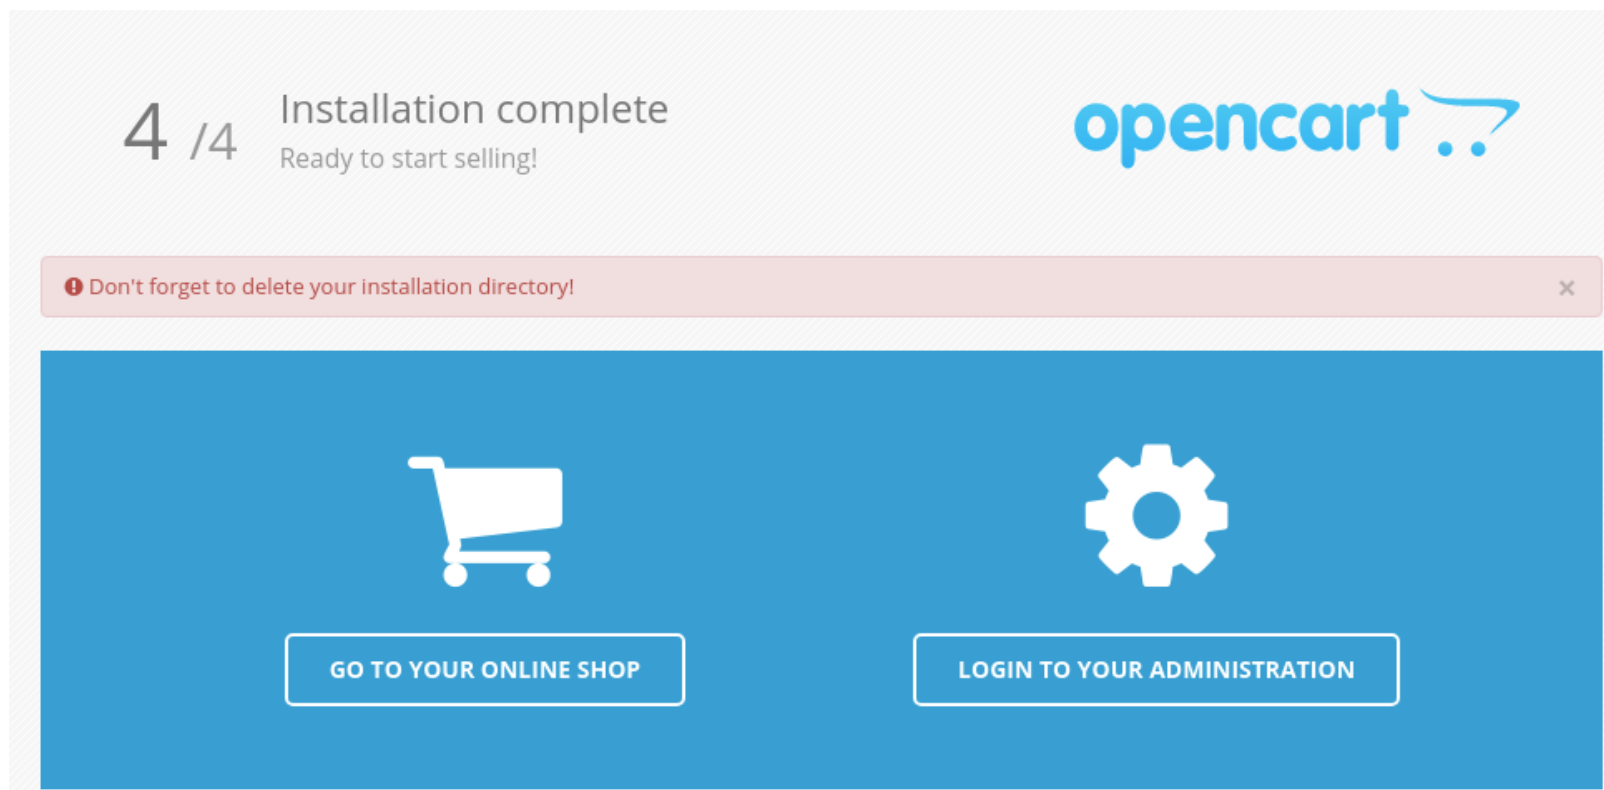 4 /4
Installation complete
Ready to start selling!
opencart
Don't forget to delete your installation directory!
×
GO TO YOUR ONLINE SHOP
LOGIN TO YOUR ADMINISTRATION